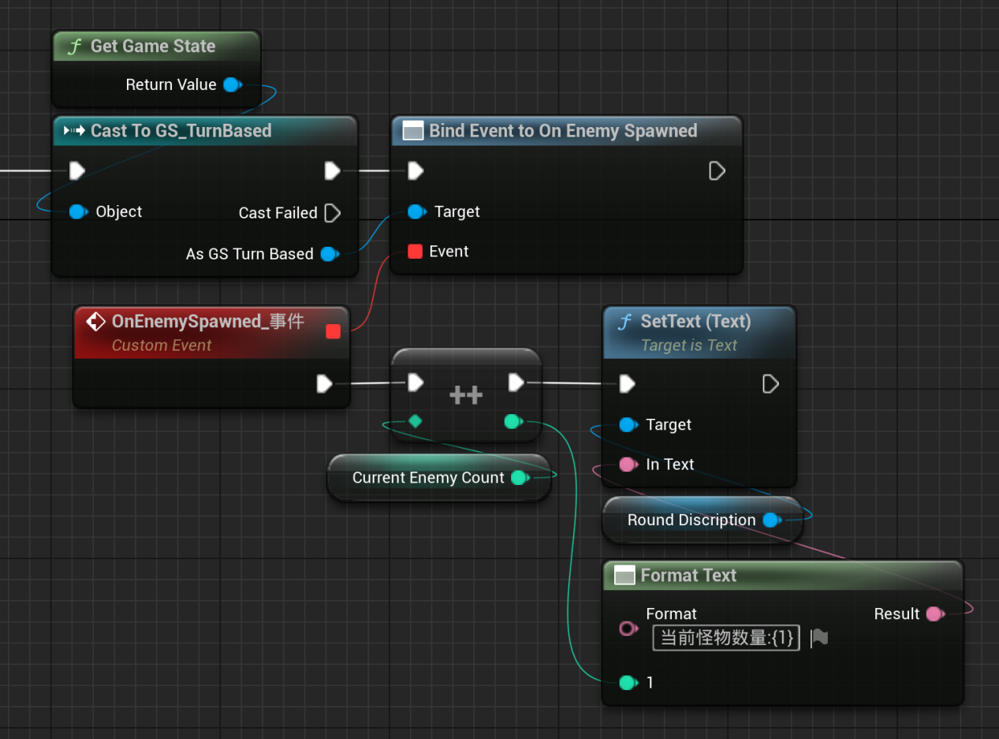 Get Game State
Return Value
Cast To GS_TurnBased
Object
Cast Failed
As GS Turn Based
Bind Event to On Enemy Spawned
Target
Event
OnEnemySpawned_事件
Custom Event
++
Current Enemy Count
SetText (Text)
Target is Text
Target
In Text
Round Discription
Format Text
Format
当前怪物数量:{1}
Result
1